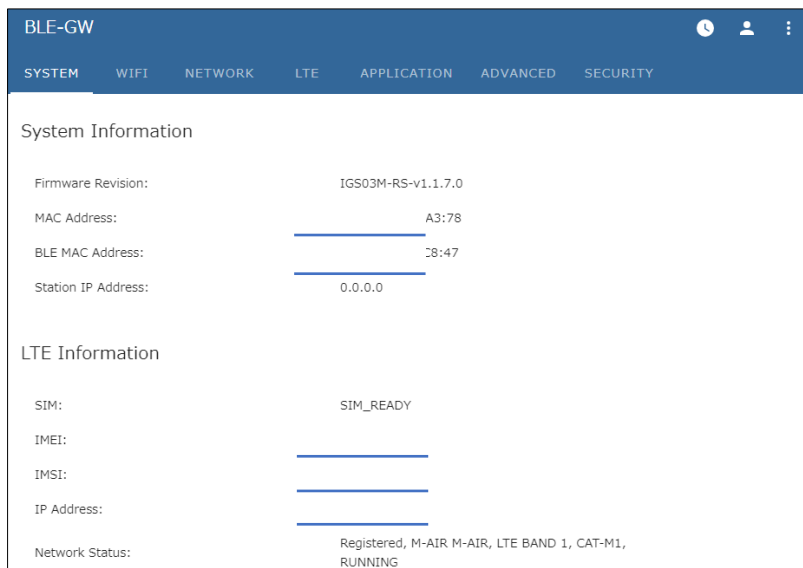 BLE-GW
SYSTEM WIFI NETWORK LTE APPLICATION ADVANCED SECURITY
System Information
Firmware Revision: IGS03M-RS-v1.1.7.0
MAC Address: A3:78
BLE MAC Address: :47
Station IP Address: 0.0.0.0
LTE Information
SIM: SIM_READY
IMEI:
IMSI:
IP Address:
Network Status: Registered, M-AIR M-AIR, LTE BAND 1, CAT-M1,
RUNNING